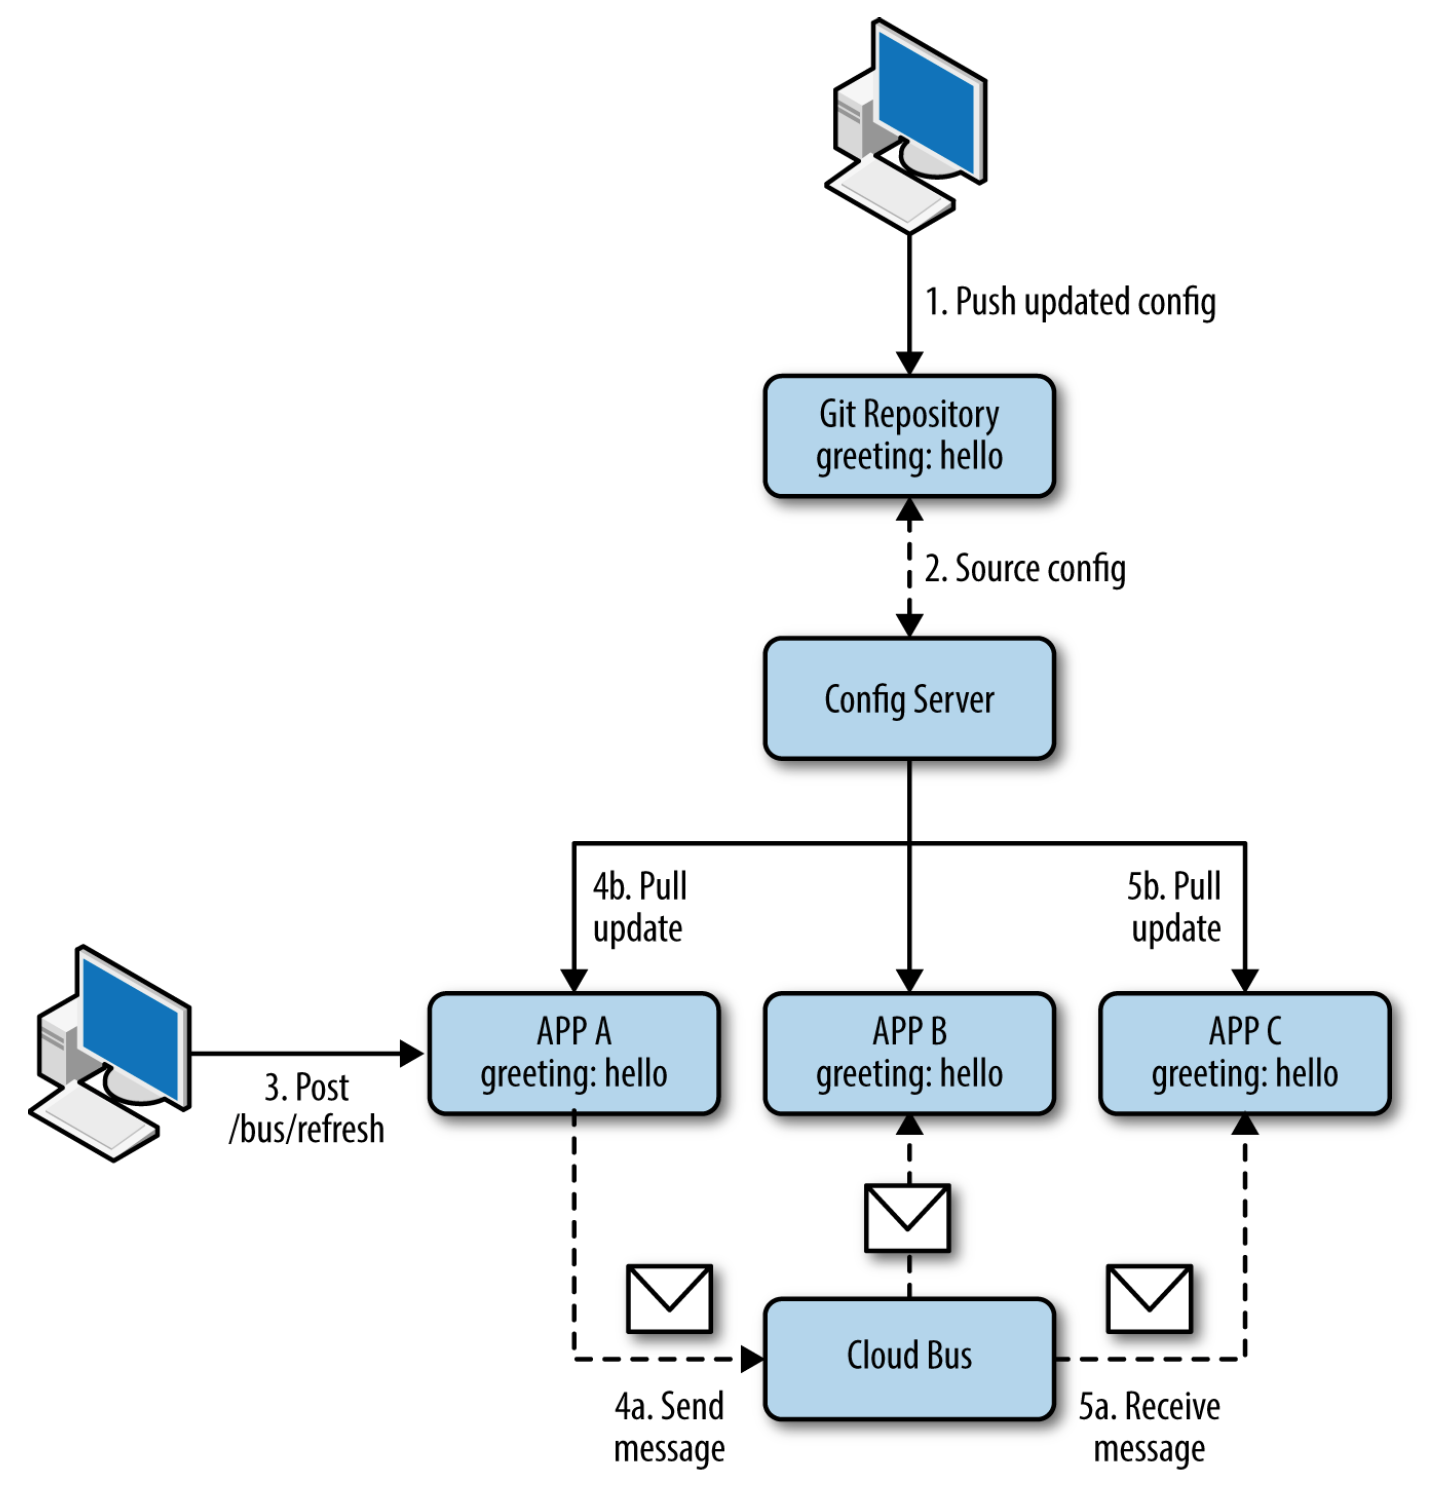 1. Push updated config
Git Repository
greeting: hello
2. Source config
Config Server
4b. Pull
update
5b. Pull
update
APP A
greeting: hello
APP B
greeting: hello
APP C
greeting: hello
3. Post
/bus/refresh
Cloud Bus
4a. Send
message
5a. Receive
message